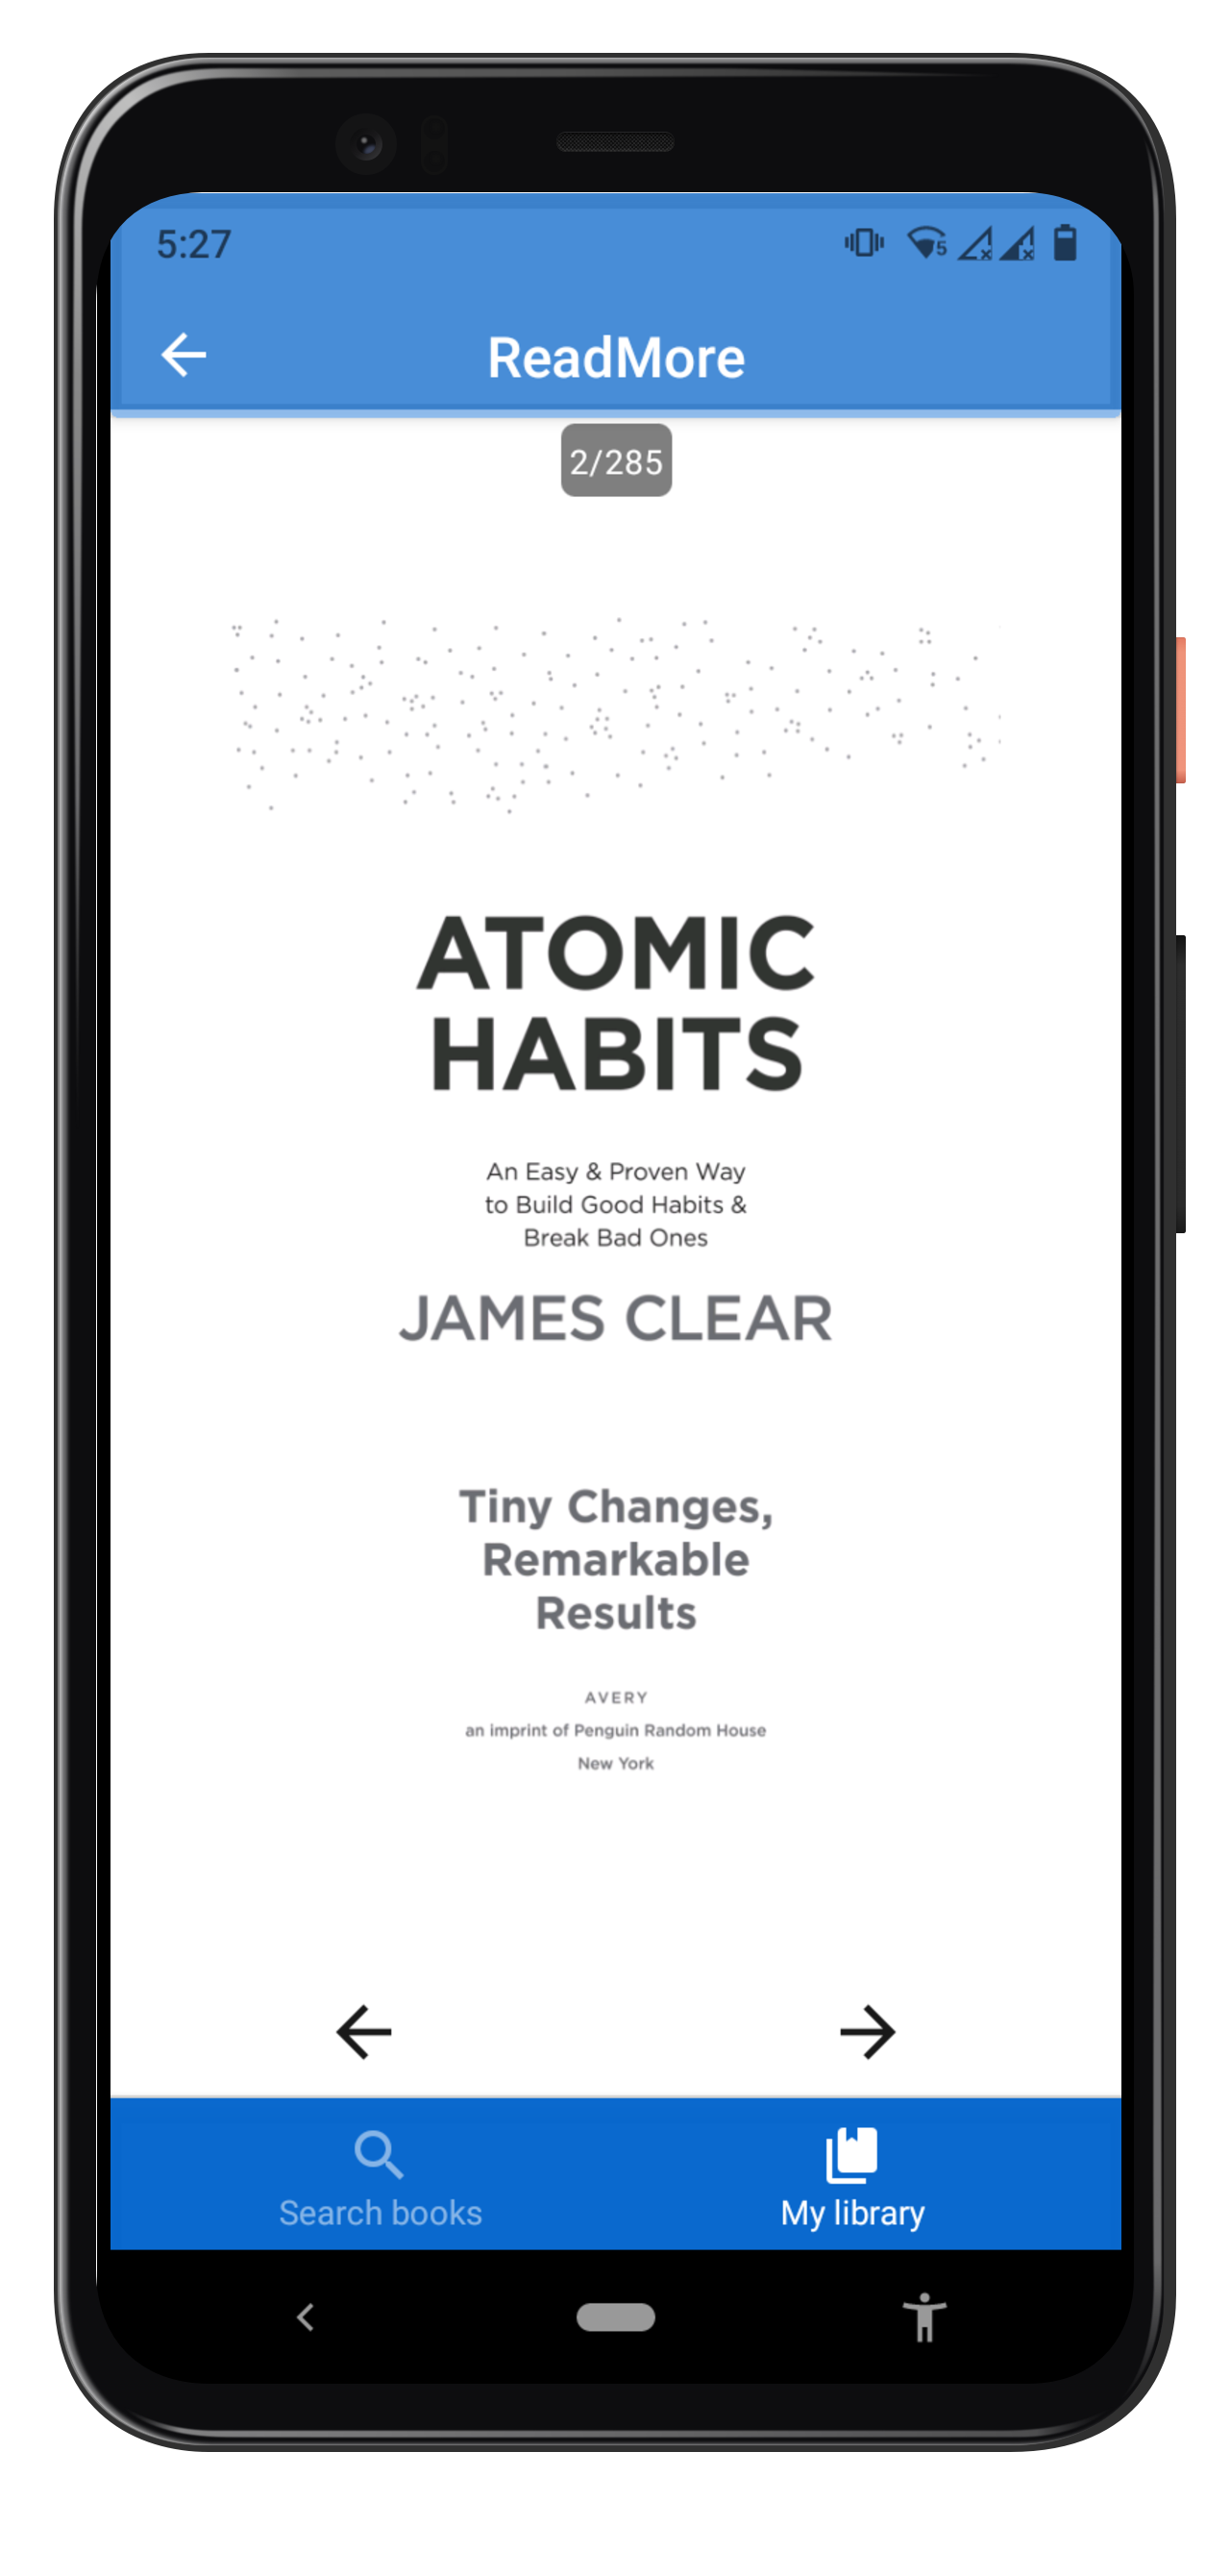 5:27
5
ReadMore
2/285
ATOMIC
HABITS
An Easy & Proven Way
to Build Good Habits &
Break Bad Ones
JAMES CLEAR
Tiny Changes,
Remarkable
Results
AVERY
an imprint of Penguin Random House
New York
Search books
My library